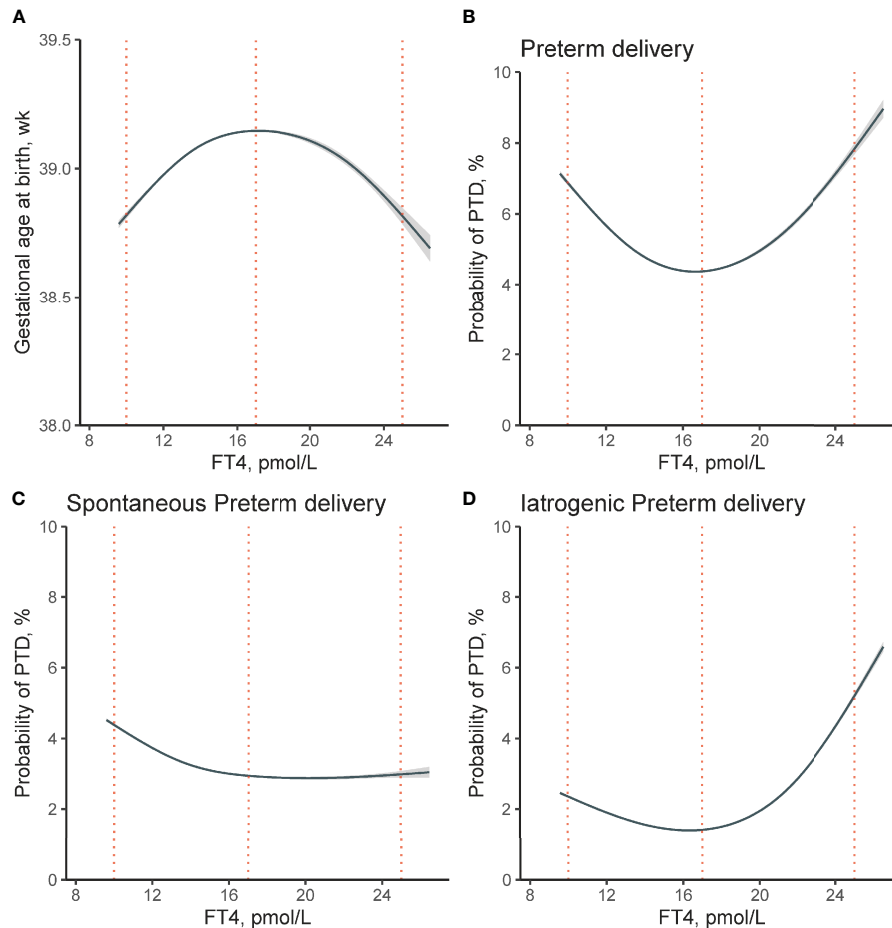 A
Gestational age at birth, wk
39.5
39.0
38.5
38.0
8 12 16 20 24
FT4, pmol/L
B
Preterm delivery
Probability of PTD, %
10
8
6
4
2
0
8 12 16 20 24
FT4, pmol/L
C
Spontaneous Preterm delivery
Probability of PTD, %
10
8
6
4
2
0
8 12 16 20 24
FT4, pmol/L
D
Iatrogenic Preterm delivery
Probability of PTD, %
10
8
6
4
2
0
8 12 16 20 24
FT4, pmol/L